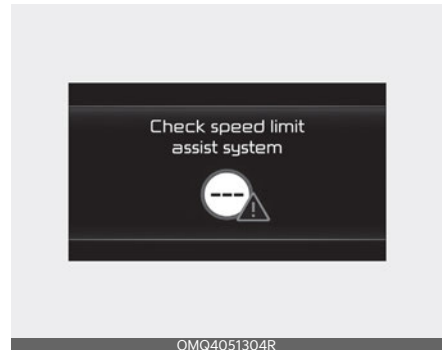 Check speed limit
assist system
---
!
OMQ4051304R